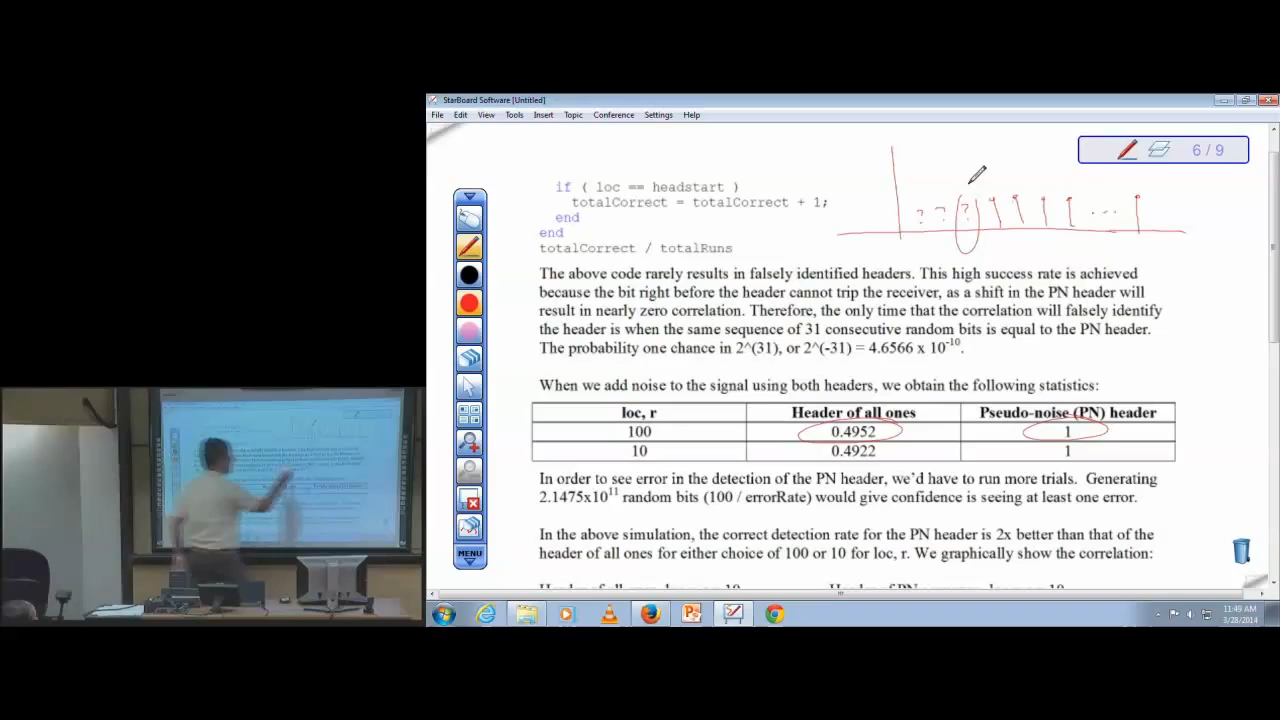 StarBoard Software [Untitled]
File Edit View Tools Insert Topic Conference Settings Help
6 / 9
if ( loc == headstart )
totalCorrect = totalCorrect + 1;
end
end
totalCorrect / totalRuns
? ? ? ...
The above code rarely results in falsely identified headers. This high success rate is achieved
because the bit right before the header cannot trip the receiver, as a shift in the PN header will
result in nearly zero correlation. Therefore, the only time that the correlation will falsely identify
the header is when the same sequence of 31 consecutive random bits is equal to the PN header.
The probability one chance in 2^(31), or 2^(-31) = 4.6566 x 10-10.
When we add noise to the signal using both headers, we obtain the following statistics:
loc, r Header of all ones Pseudo-noise (PN) header
100 0.4952 1
10 0.4922 1
In order to see error in the detection of the PN header, we'd have to run more trials. Generating
2.1475x1011 random bits (100 / errorRate) would give confidence is seeing at least one error.
In the above simulation, the correct detection rate for the PN header is 2x better than that of the
header of all ones for either choice of 100 or 10 for loc, r. We graphically show the correlation:
MENU
11:49 AM
3/28/2014